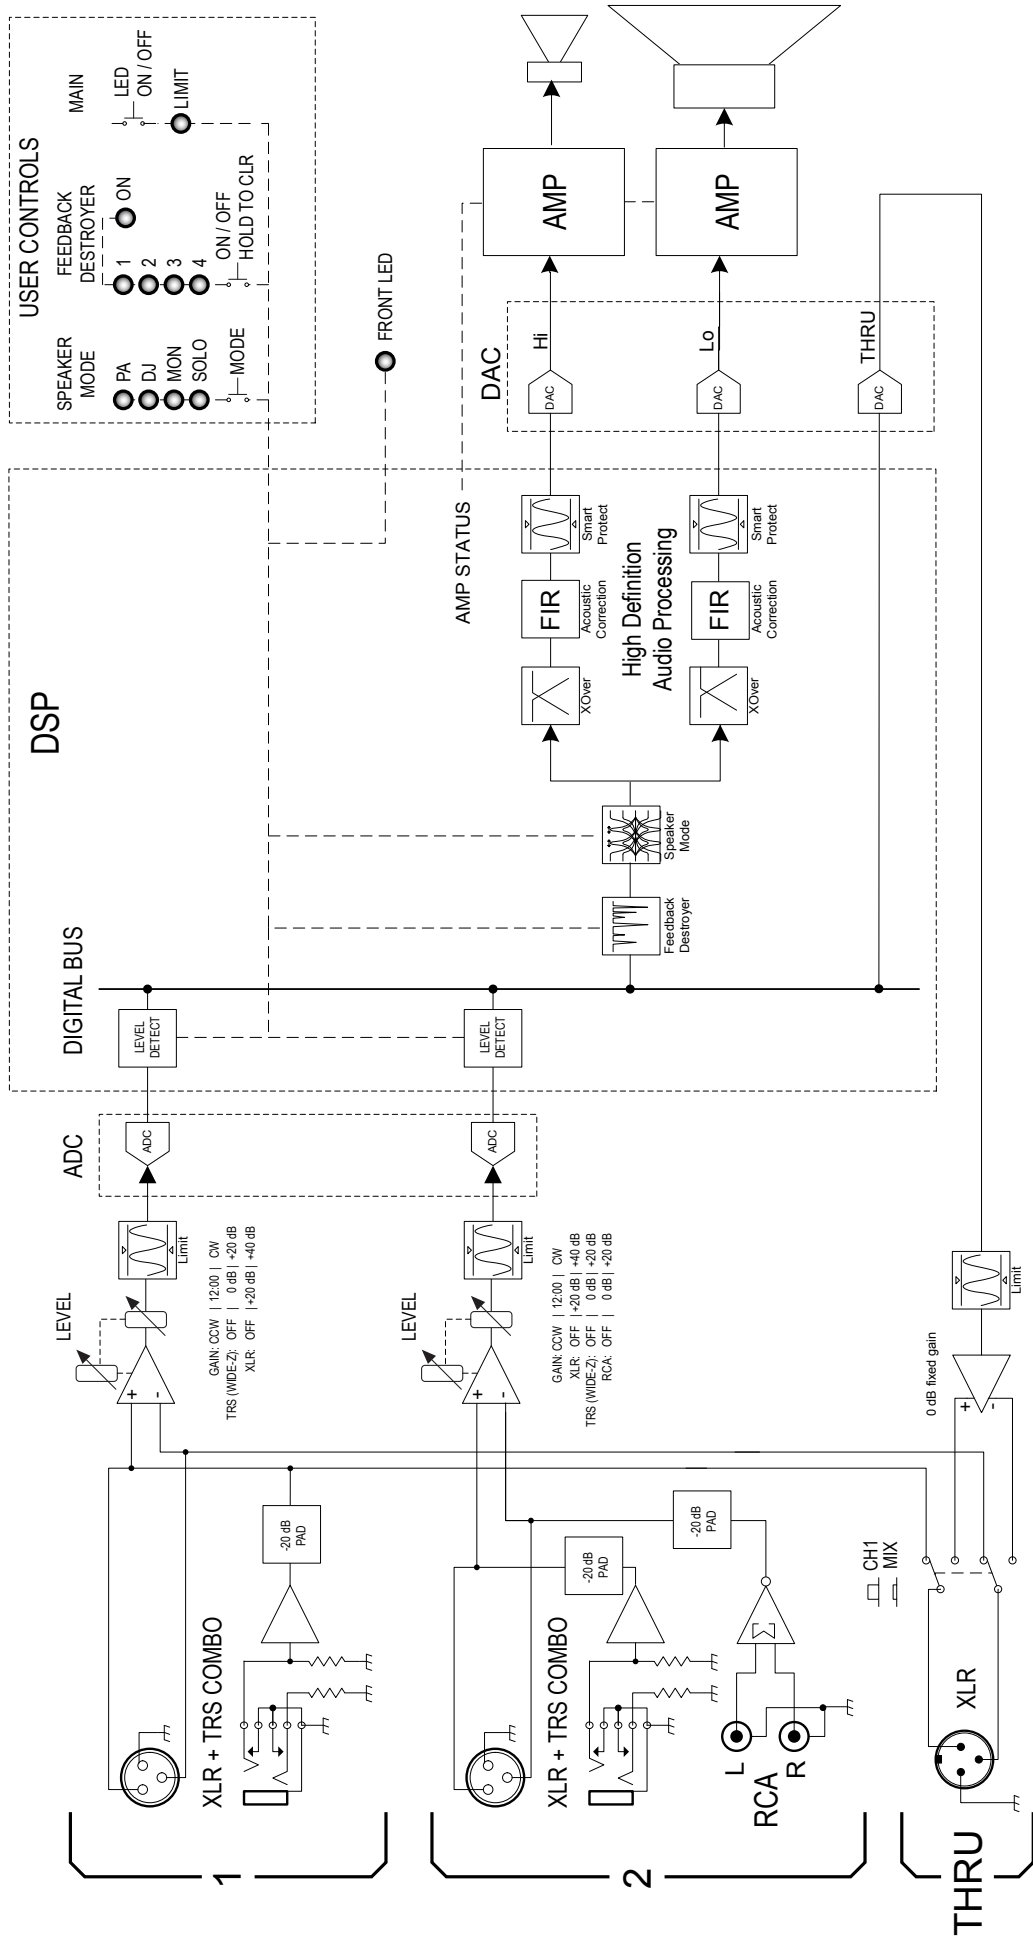 USER CONTROLS
SPEAKER
MODE
PA
DJ
MON
SOLO
MODE
FEEDBACK
DESTROYER
1
2
3
4
ON
ON / OFF
HOLD TO CLR
MAIN
LED
ON / OFF
LIMIT
FRONT LED
DSP
DIGITAL BUS
LEVEL
DETECT
LEVEL
DETECT
Feedback
Destroyer
Speaker
Mode
XOver
FIR
Acoustic
Correction
Smart
Protect
High Definition
Audio Processing
XOver
FIR
Acoustic
Correction
Smart
Protect
AMP STATUS
DAC
DAC
Hi
DAC
Lo
DAC
THRU
AMP
AMP
ADC
ADC
ADC
LEVEL
+
-
Limit
GAIN: CCW | 12:00 | CW
TRS (WIDE-Z): OFF | 0 dB | +20 dB
XLR: OFF | +20 dB | +40 dB
LEVEL
+
-
Limit
GAIN: CCW | 12:00 | CW
XLR: OFF | +20 dB | +40 dB
TRS (WIDE-Z): OFF | 0 dB | +20 dB
RCA: OFF | 0 dB | +20 dB
1
XLR + TRS COMBO
-20 dB
PAD
2
XLR + TRS COMBO
-20 dB
PAD
-20 dB
PAD
RCA
L
R
Σ
THRU
XLR
CH1
MIX
0 dB fixed gain
+
-
Limit